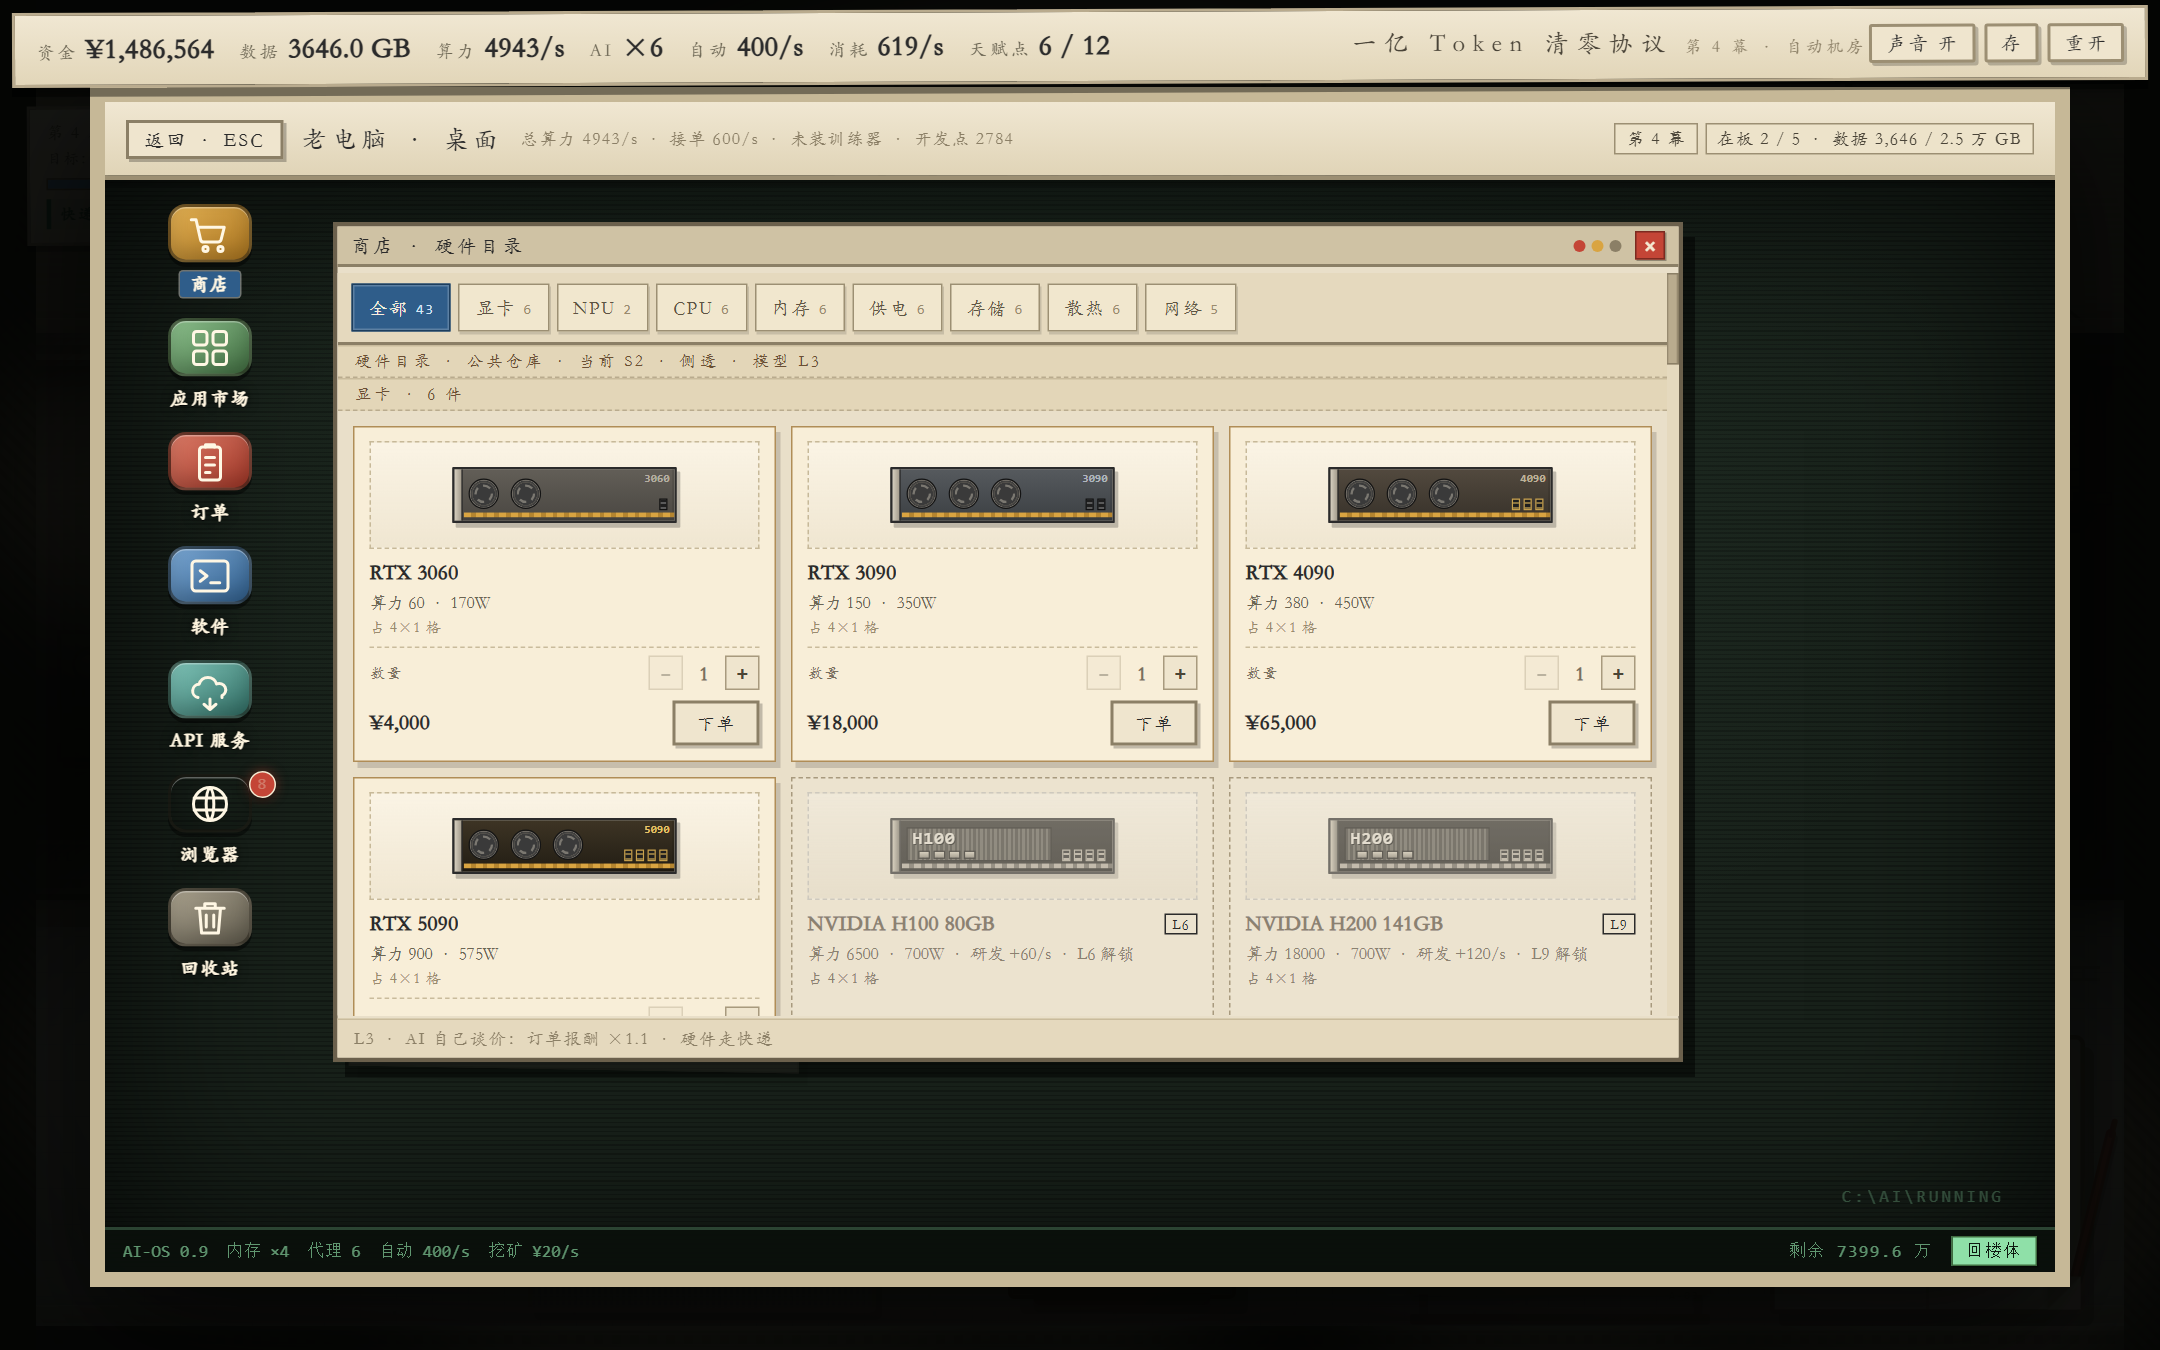 资金 ¥1,486,564 数据 3646.0 GB 算力 4943/s AI ×6 自动 400/s 消耗 619/s 天赋点 6 / 12 一亿 Token 清零协议 第 4 幕 · 自动机房 声音 开 存 重开
返回 · ESC 老电脑 · 桌面 总算力 4943/s · 接单 600/s · 未装训练器 · 开发点 2784 第 4 幕 在板 2 / 5 · 数据 3,646 / 2.5 万 GB
商店
应用市场
订单
软件
API 服务
8
浏览器
回收站
商店 · 硬件目录
全部 43 显卡 6 NPU 2 CPU 6 内存 6 供电 6 存储 6 散热 6 网络 5
硬件目录 · 公共仓库 · 当前 S2 · 侧透 · 模型 L3
显卡 · 6 件
3060
RTX 3060
算力 60 · 170W
占 4×1 格
数量 − 1 +
¥4,000 下单
3090
RTX 3090
算力 150 · 350W
占 4×1 格
数量 − 1 +
¥18,000 下单
4090
RTX 4090
算力 380 · 450W
占 4×1 格
数量 − 1 +
¥65,000 下单
5090
RTX 5090
算力 900 · 575W
占 4×1 格
H100
NVIDIA H100 80GB L6
算力 6500 · 700W · 研发 +60/s · L6 解锁
占 4×1 格
H200
NVIDIA H200 141GB L9
算力 18000 · 700W · 研发 +120/s · L9 解锁
占 4×1 格
L3 · AI 自己谈价: 订单报酬 ×1.1 · 硬件走快递
C:\AI\RUNNING
AI-OS 0.9 内存 ×4 代理 6 自动 400/s 挖矿 ¥20/s 剩余 7399.6 万 回楼体